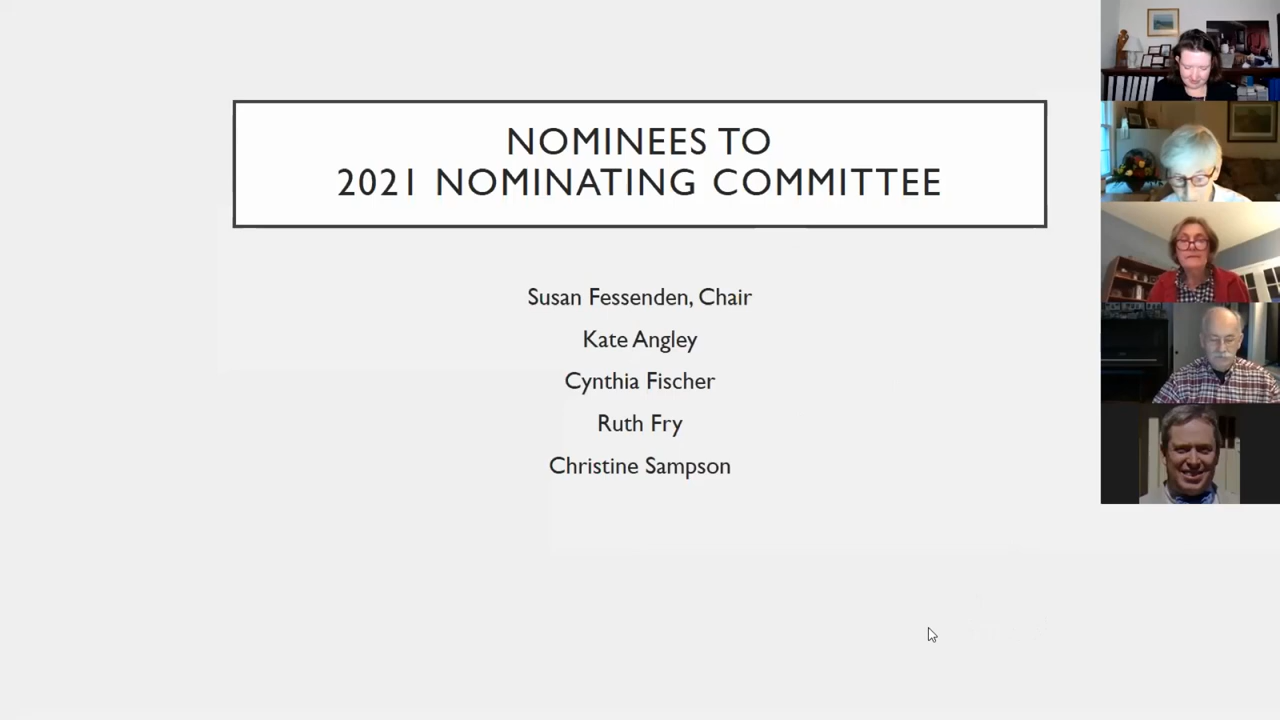 NOMINEES TO
2021 NOMINATING COMMITTEE
Susan Fessenden, Chair
Kate Angley
Cynthia Fischer
Ruth Fry
Christine Sampson